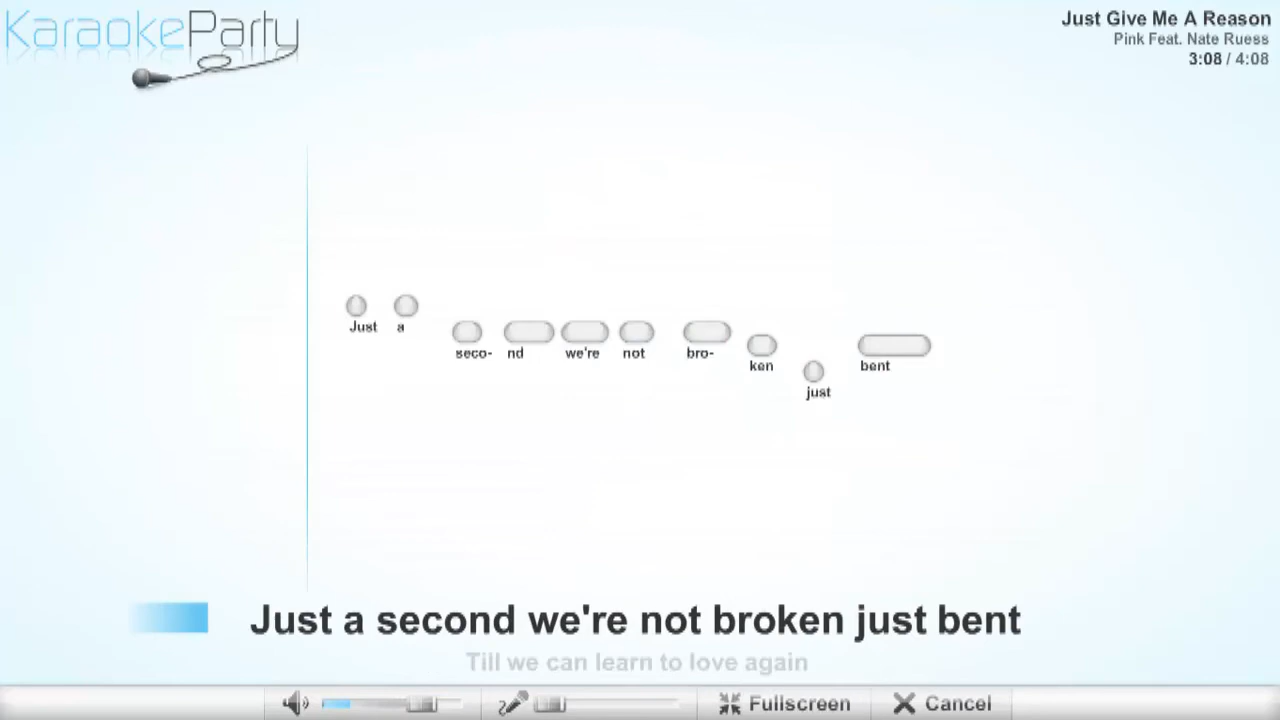 KaraokeParty
Just Give Me A Reason
Pink Feat. Nate Ruess
3:08 / 4:08
Just a
seco- nd we're not bro-
ken
bent
just
Just a second we're not broken just bent
Till we can learn to love again
Fullscreen
Cancel